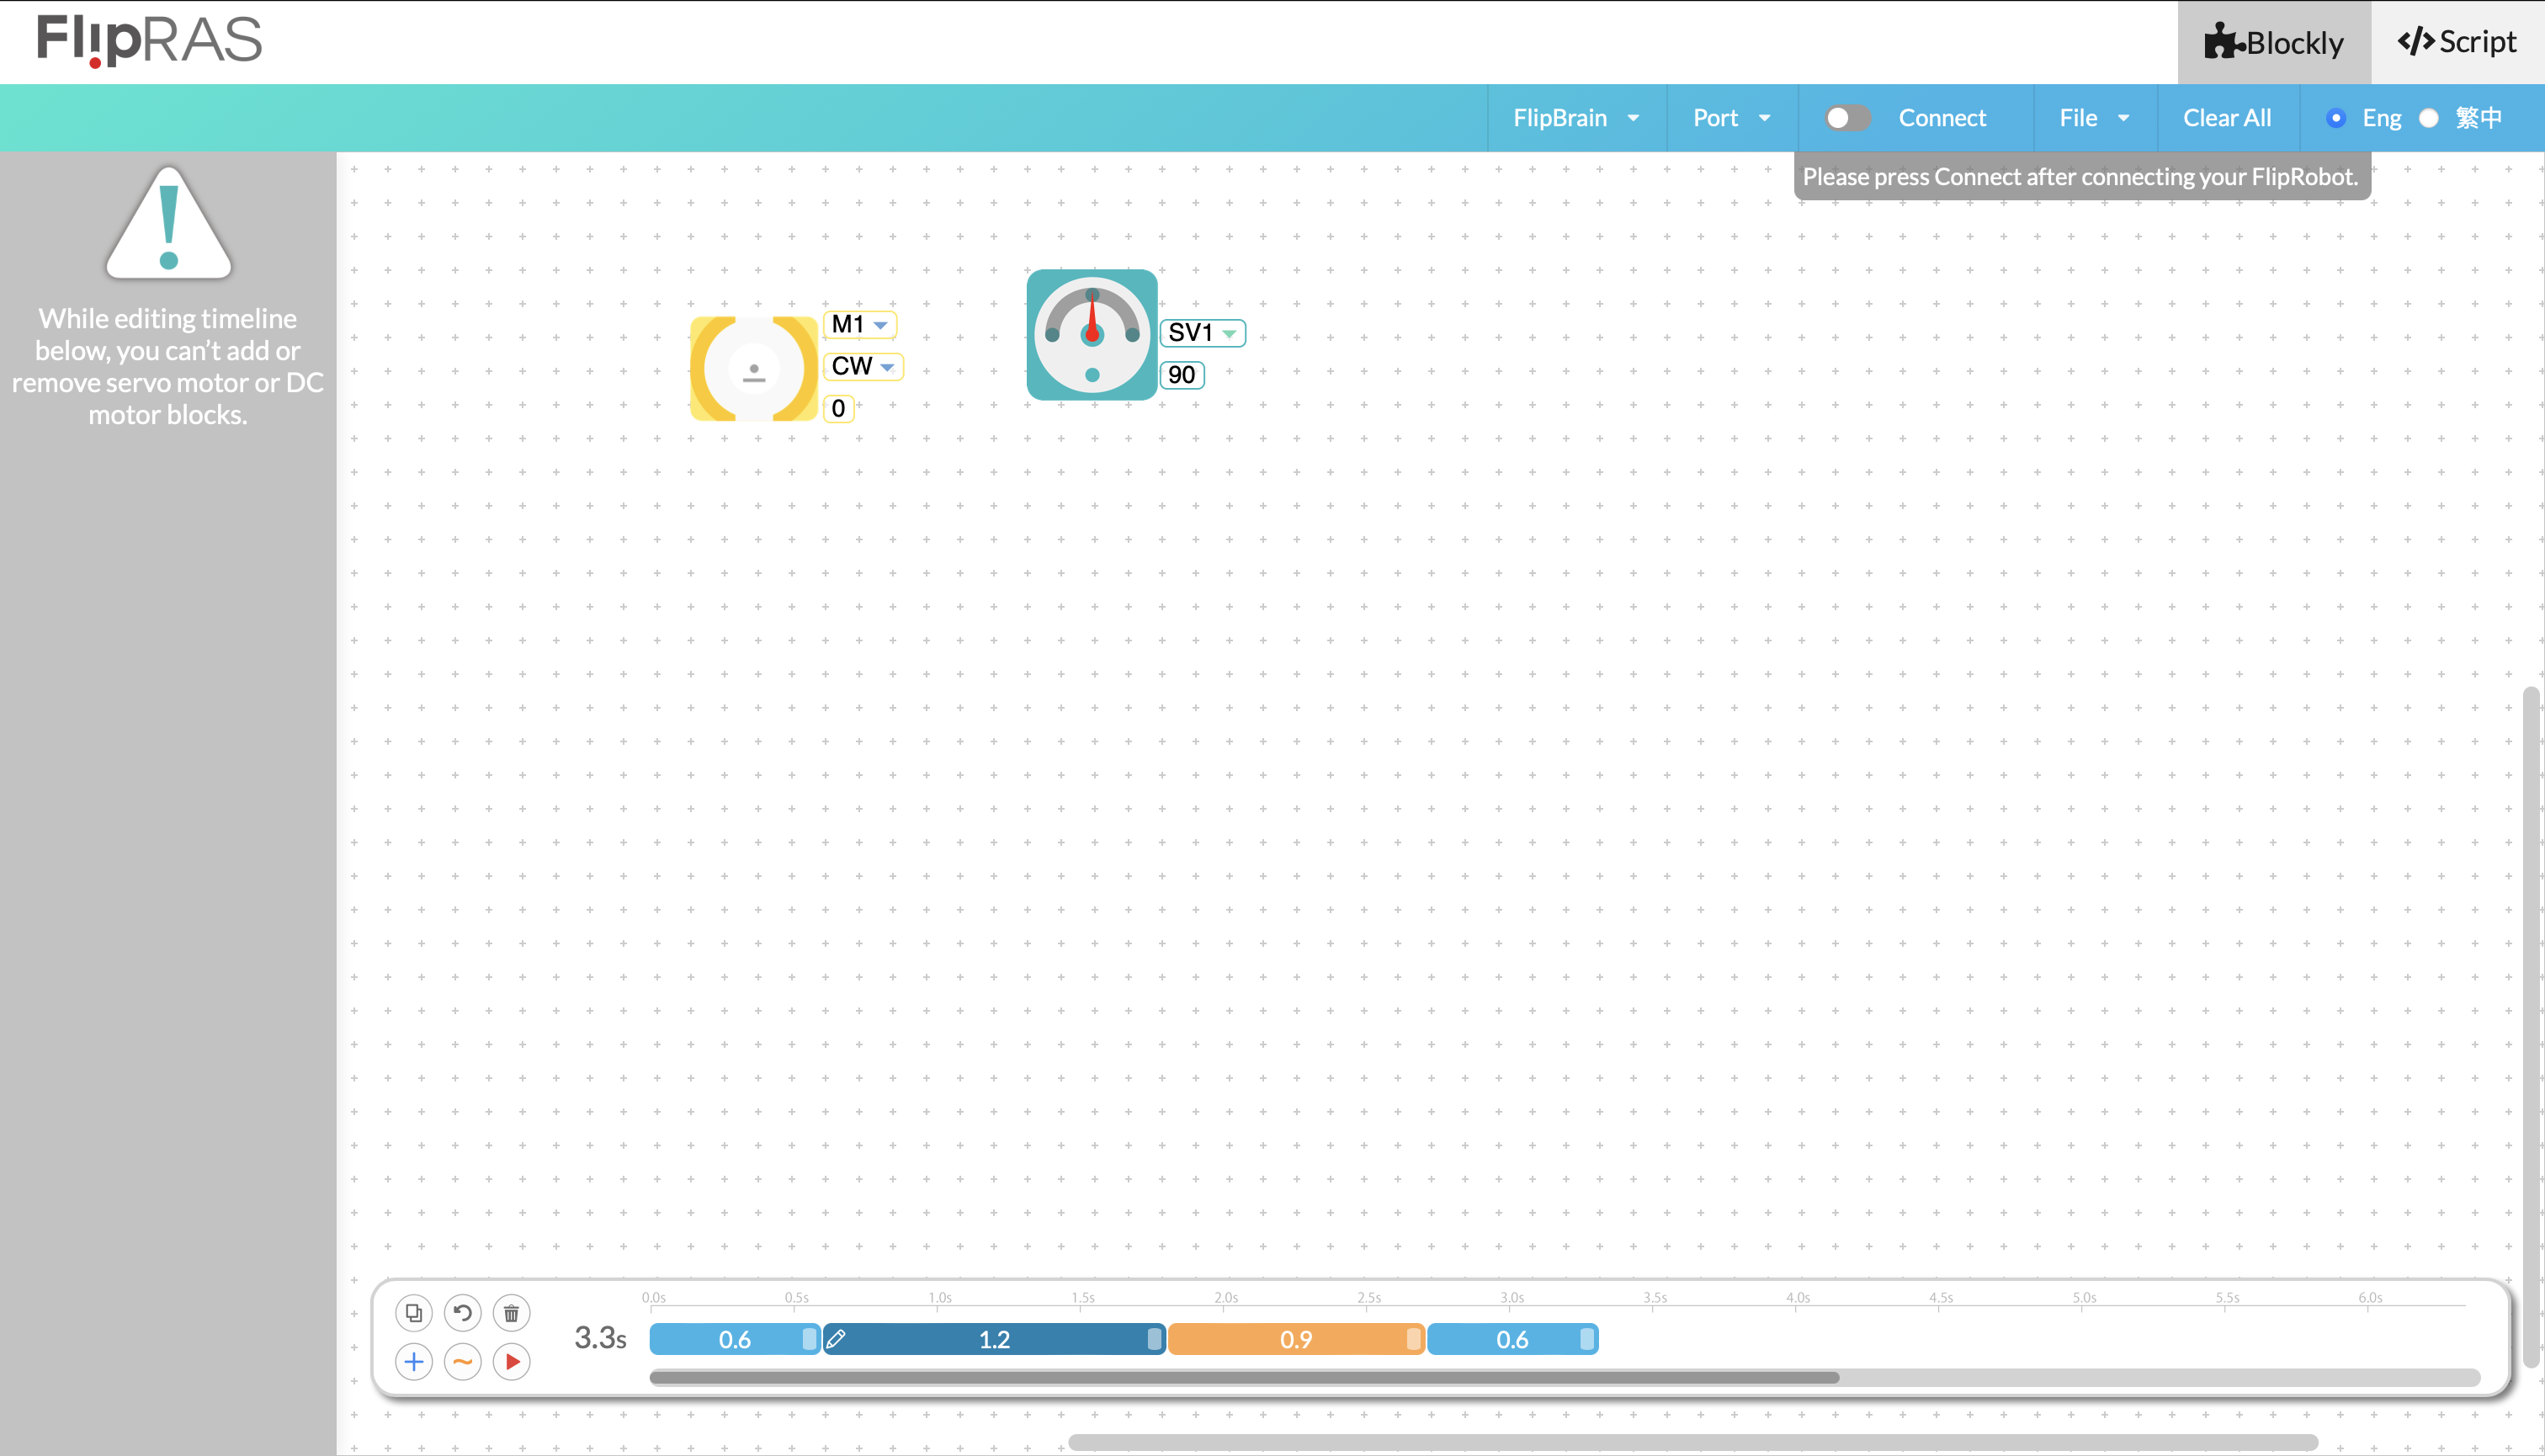 FlipRAS
Blockly
</> Script
FlipBrain
Port
Connect
File
Clear All
Eng
繁中
Please press Connect after connecting your FlipRobot.
While editing timeline
below, you can't add or
remove servo motor or DC
motor blocks.
M1
CW
0
SV1
90
0.0s 0.5s 1.0s 1.5s 2.0s 2.5s 3.0s 3.5s 4.0s 4.5s 5.0s 5.5s 6.0s
3.3s 0.6 1.2 0.9 0.6